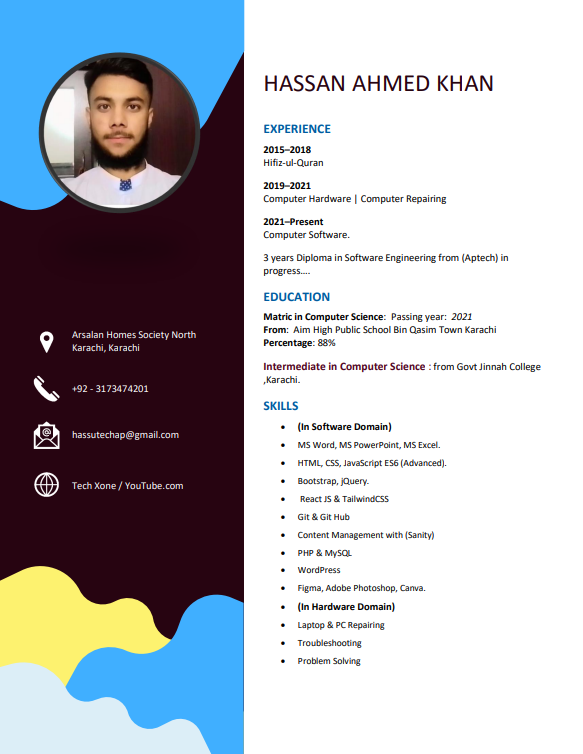 HASSAN AHMED KHAN
EXPERIENCE
2015–2018
Hifiz-ul-Quran
2019–2021
Computer Hardware | Computer Repairing
2021–Present
Computer Software.
3 years Diploma in Software Engineering from (Aptech) in
progress....
EDUCATION
Matric in Computer Science:  Passing year:  2021
From:  Aim High Public School Bin Qasim Town Karachi
Percentage: 88%
Intermediate in Computer Science : from Govt Jinnah College
,Karachi.
SKILLS
• (In Software Domain)
• MS Word, MS PowerPoint, MS Excel.
• HTML, CSS, JavaScript ES6 (Advanced).
• Bootstrap, jQuery.
• React JS & TailwindCSS
• Git & Git Hub
• Content Management with (Sanity)
• PHP & MySQL
• WordPress
• Figma, Adobe Photoshop, Canva.
• (In Hardware Domain)
• Laptop & PC Repairing
• Troubleshooting
• Problem Solving
Arsalan Homes Society North
Karachi, Karachi
+92 - 3173474201
hassutechap@gmail.com
Tech Xone / YouTube.com